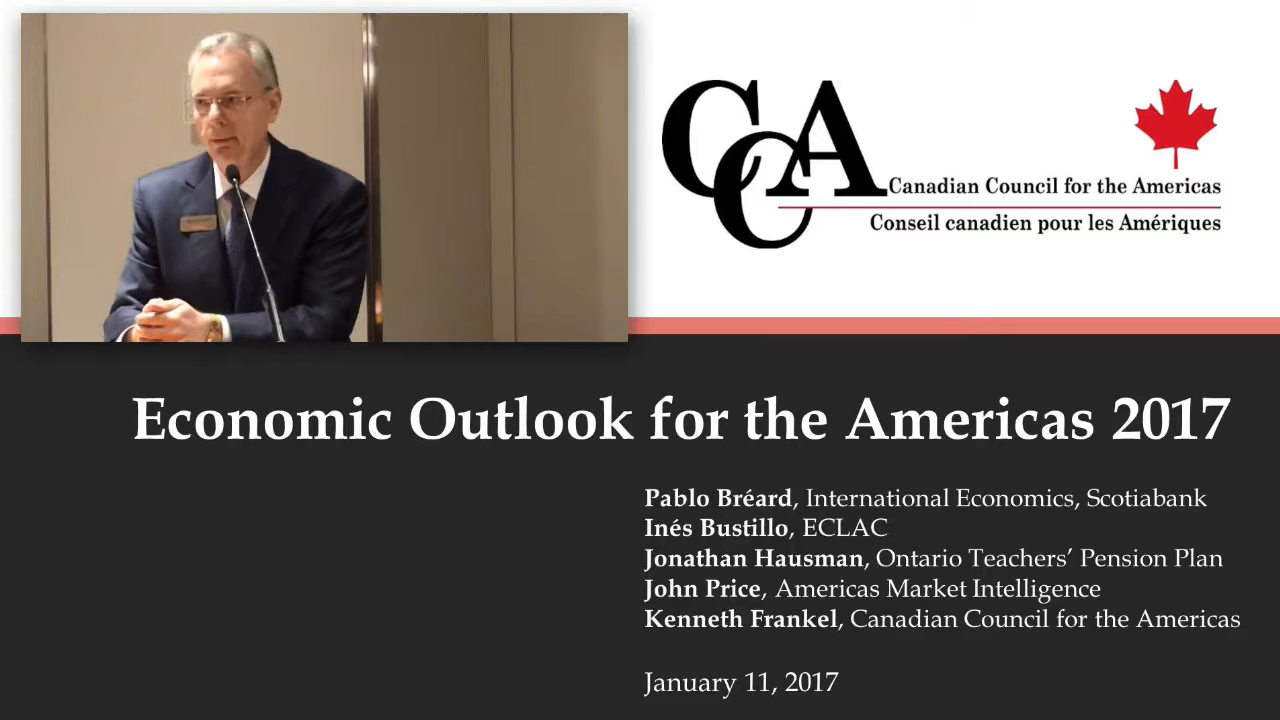 CCCA
Canadian Council for the Americas
Conseil canadien pour les Amériques
Economic Outlook for the Americas 2017
Pablo Bréard, International Economics, Scotiabank
Inés Bustillo, ECLAC
Jonathan Hausman, Ontario Teachers’ Pension Plan
John Price, Americas Market Intelligence
Kenneth Frankel, Canadian Council for the Americas
January 11, 2017